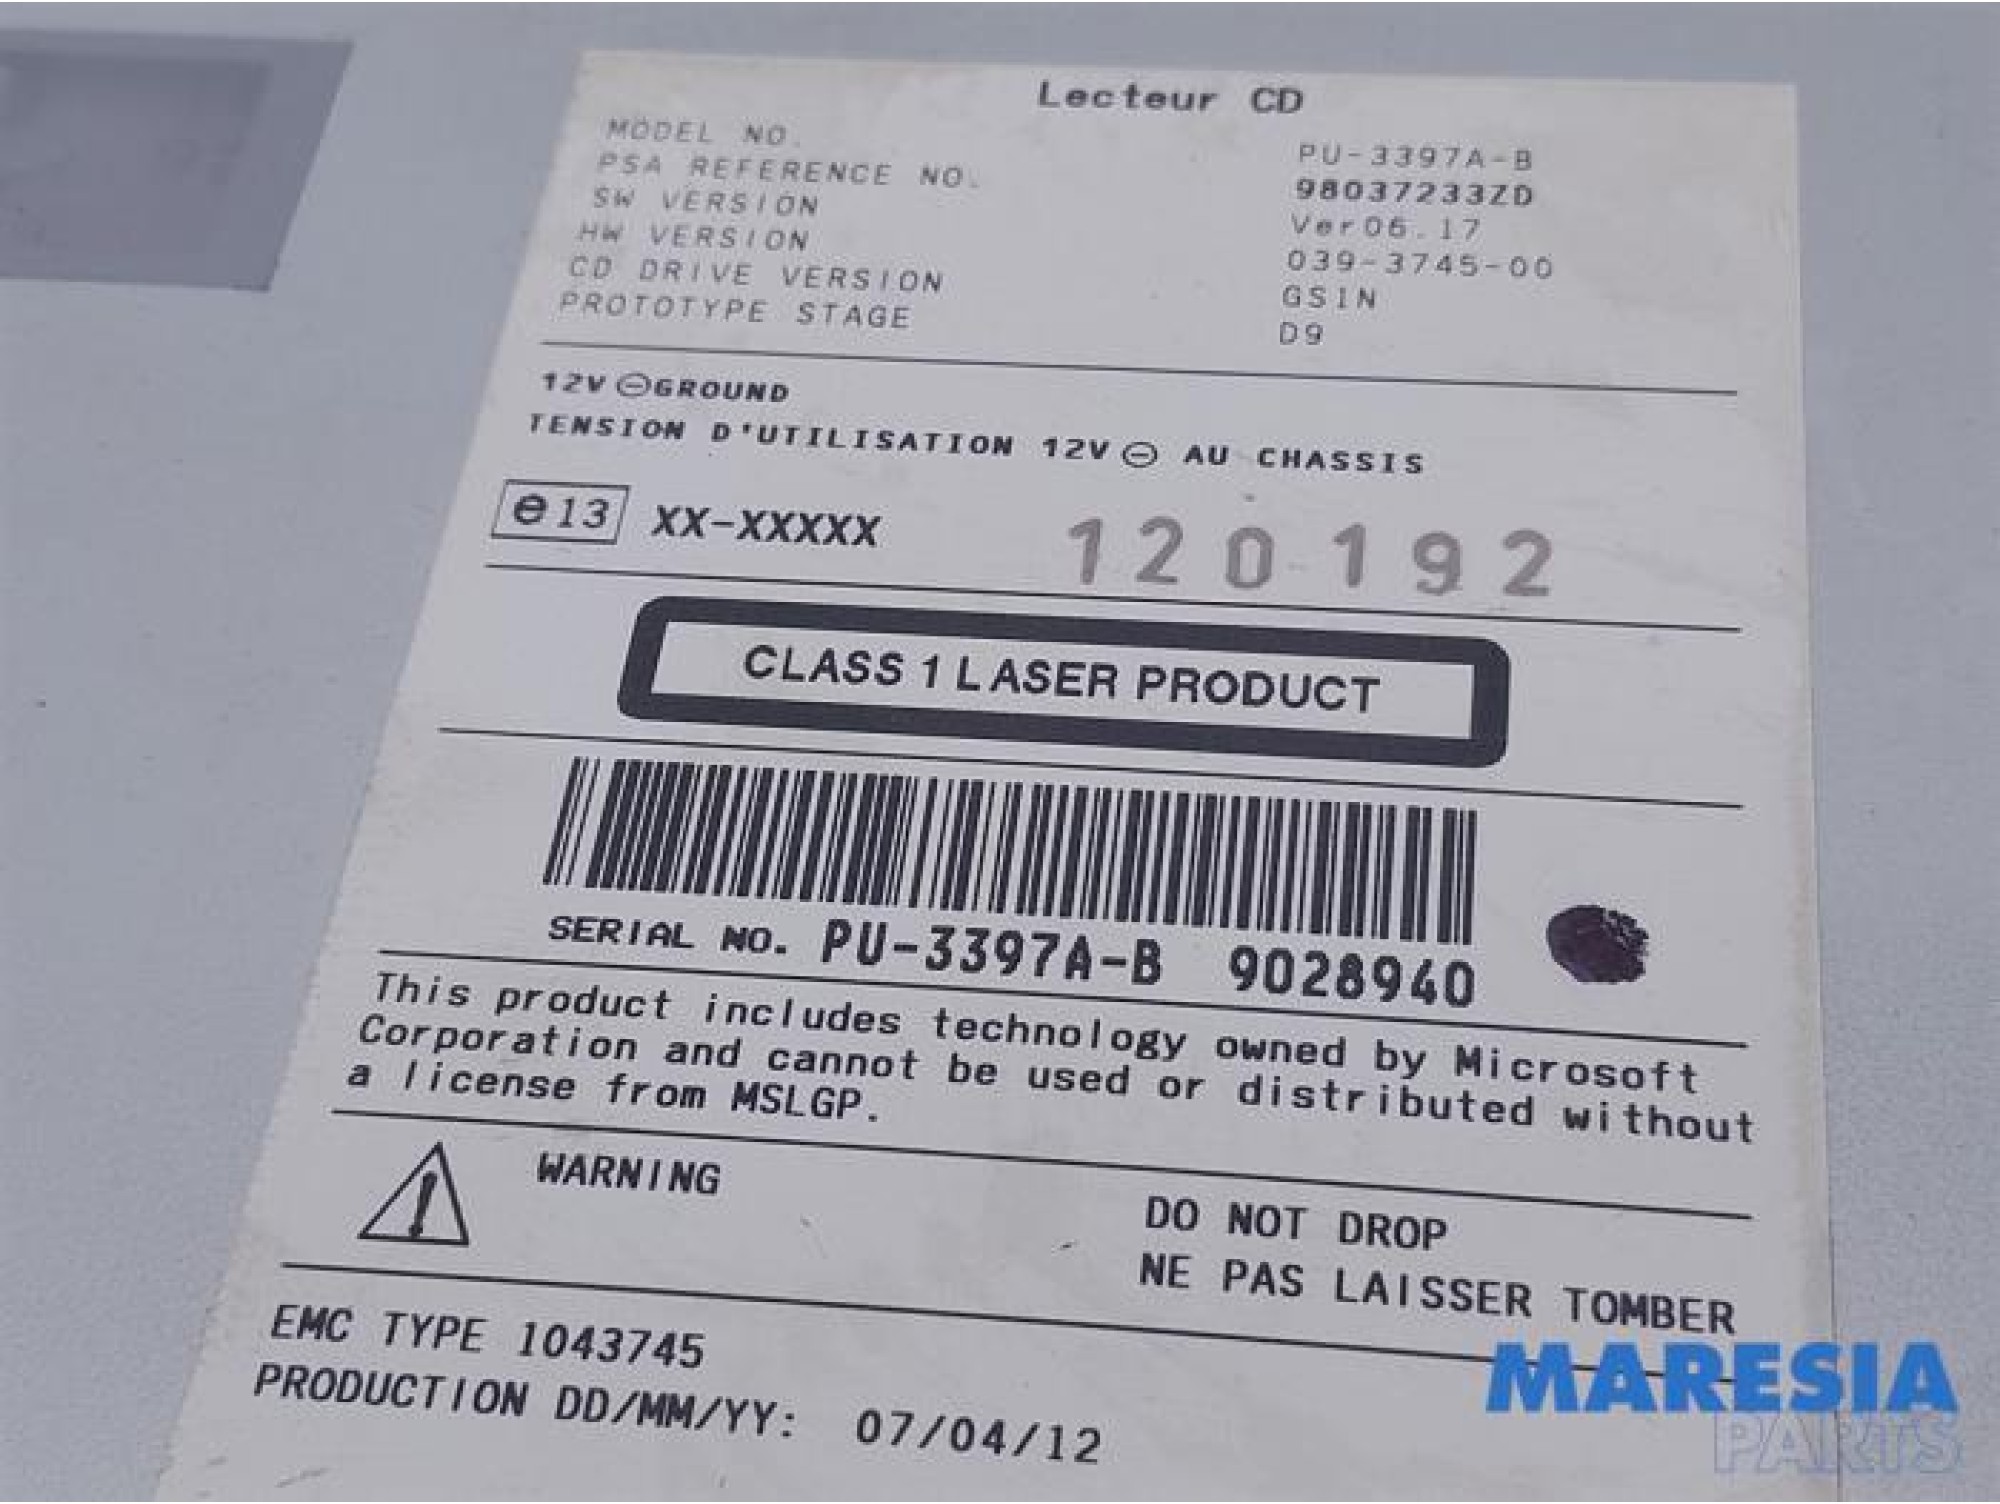 Lecteur CD
MODEL NO. PU-3397A-B
PSA REFERENCE NO. 98037233ZD
SW VERSION Ver06.17
HW VERSION 039-3745-00
CD DRIVE VERSION GSIN
PROTOTYPE STAGE D9
12V ⊖GROUND
TENSION D'UTILISATION 12V ⊖ AU CHASSIS
e13 XX-XXXXX 120192
CLASS 1 LASER PRODUCT
SERIAL NO. PU-3397A-B 9028940
This product includes technology owned by Microsoft
Corporation and cannot be used or distributed without
a license from MSLGP.
WARNING
DO NOT DROP
NE PAS LAISSER TOMBER
EMC TYPE 1043745
PRODUCTION DD/MM/YY: 07/04/12
MARESIA
PARTS